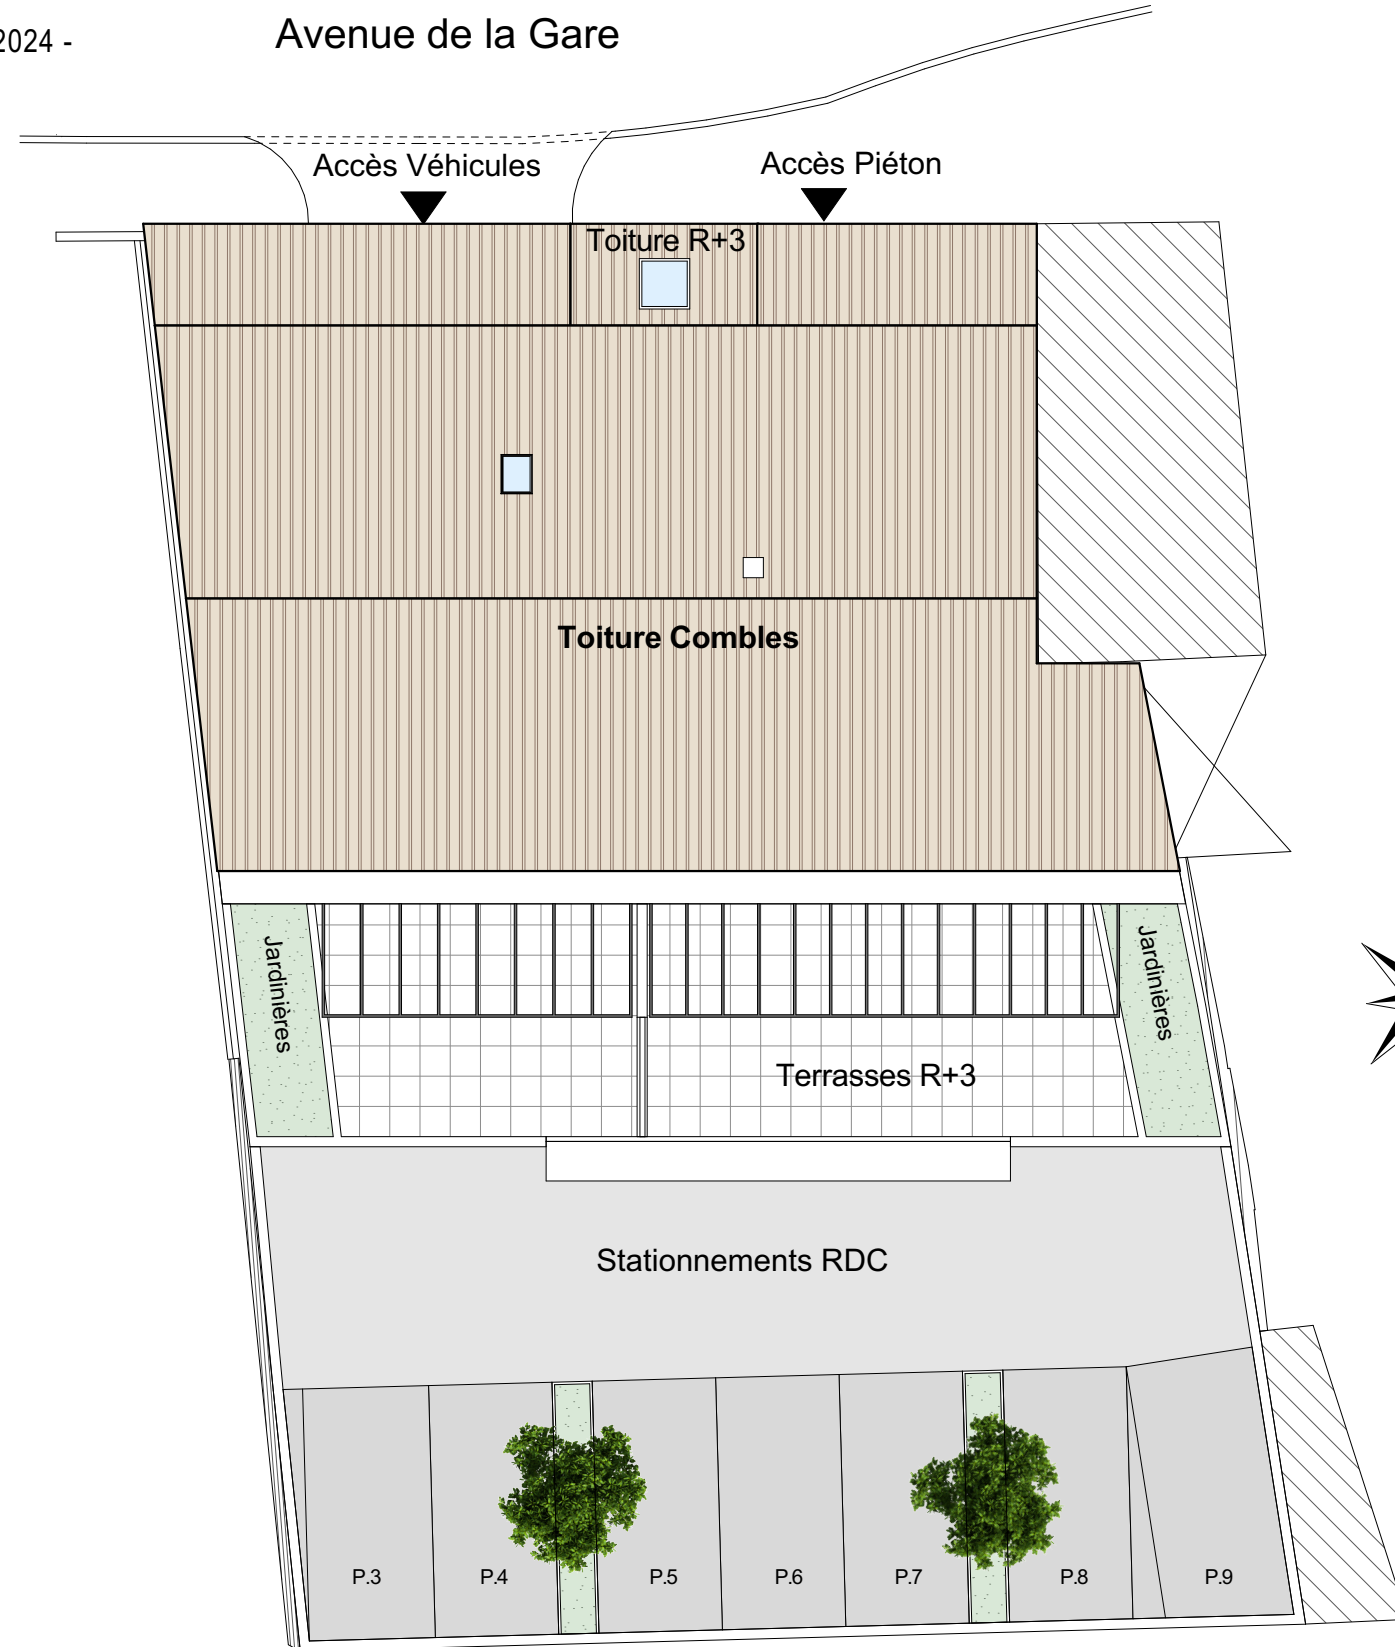 2024 -
Avenue de la Gare
Accès Véhicules
Accès Piéton
Toiture R+3
Toiture Combles
Jardinières
Jardinières
Terrasses R+3
Stationnements RDC
P.3
P.4
P.5
P.6
P.7
P.8
P.9